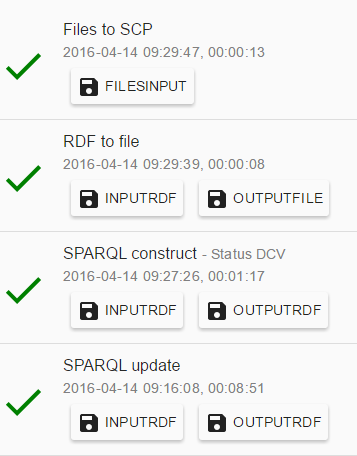 Files to SCP
2016-04-14 09:29:47, 00:00:13
FILESINPUT
RDF to file
2016-04-14 09:29:39, 00:00:08
INPUTRDF OUTPUTFILE
SPARQL construct - Status DCV
2016-04-14 09:27:26, 00:01:17
INPUTRDF OUTPUTRDF
SPARQL update
2016-04-14 09:16:08, 00:08:51
INPUTRDF OUTPUTRDF